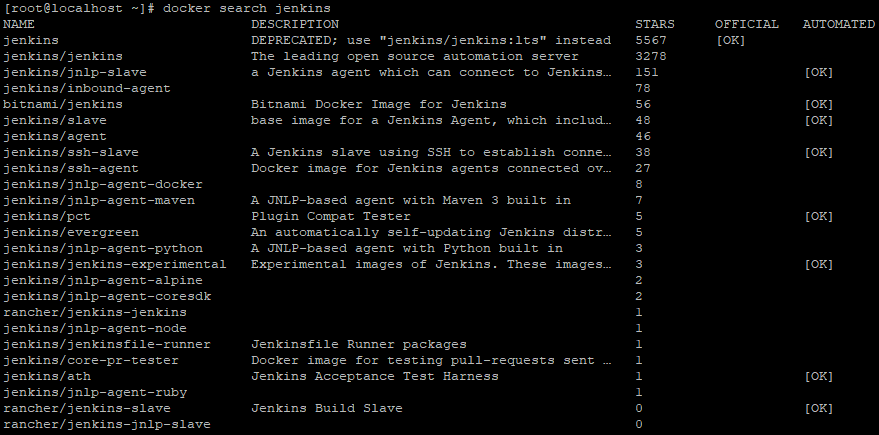 [root@localhost ~]# docker search jenkins
NAME DESCRIPTION STARS OFFICIAL AUTOMATED
jenkins DEPRECATED; use "jenkins/jenkins:lts" instead 5567 [OK]
jenkins/jenkins The leading open source automation server 3278
jenkins/jnlp-slave a Jenkins agent which can connect to Jenkins… 151 [OK]
jenkins/inbound-agent 78
bitnami/jenkins Bitnami Docker Image for Jenkins 56 [OK]
jenkins/slave base image for a Jenkins Agent, which includ… 48 [OK]
jenkins/agent 46
jenkins/ssh-slave A Jenkins slave using SSH to establish conne… 38 [OK]
jenkins/ssh-agent Docker image for Jenkins agents connected ov… 27
jenkins/jnlp-agent-docker 8
jenkins/jnlp-agent-maven A JNLP-based agent with Maven 3 built in 7
jenkins/pct Plugin Compat Tester 5 [OK]
jenkins/evergreen An automatically self-updating Jenkins distr… 5
jenkins/jnlp-agent-python A JNLP-based agent with Python built in 3
jenkins/jenkins-experimental Experimental images of Jenkins. These images… 3 [OK]
jenkins/jnlp-agent-alpine 2
jenkins/jnlp-agent-coresdk 2
rancher/jenkins-jenkins 1
jenkins/jnlp-agent-node 1
jenkins/jenkinsfile-runner Jenkinsfile Runner packages 1
jenkins/core-pr-tester Docker image for testing pull-requests sent … 1
jenkins/ath Jenkins Acceptance Test Harness 1 [OK]
jenkins/jnlp-agent-ruby 1
rancher/jenkins-slave Jenkins Build Slave 0 [OK]
rancher/jenkins-jnlp-slave 0